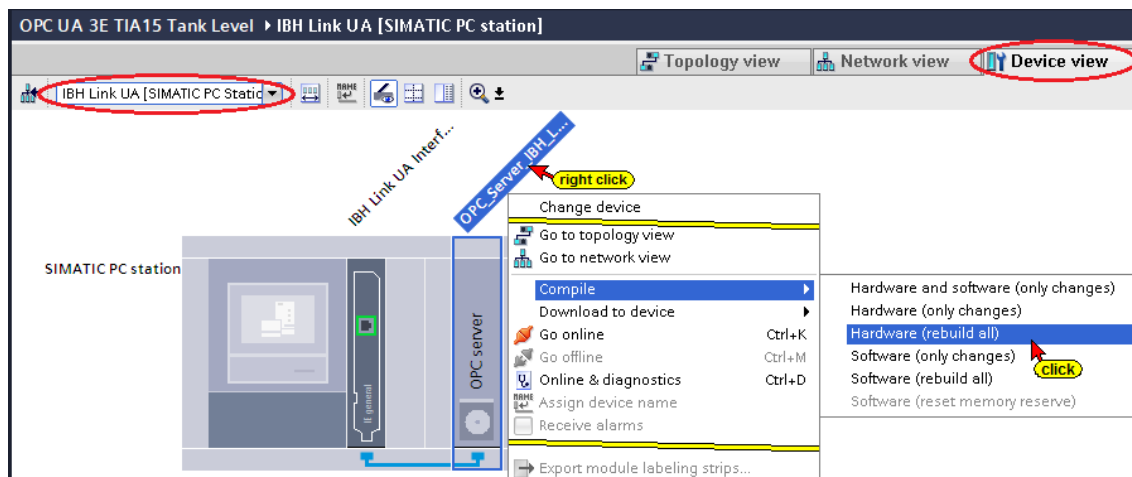 OPC UA 3E TIA15 Tank Level ▸ IBH Link UA [SIMATIC PC station]
Topology view Network view Device view
IBH Link UA [SIMATIC PC Static
IBH Link UA Interf...
OPC_Server_IBH_L...
right click
Change device
Go to topology view
Go to network view
SIMATIC PC station
Compile
Hardware and software (only changes)
Download to device
Hardware (only changes)
Go online Ctrl+K
Hardware (rebuild all)
Go offline Ctrl+M
Software (only changes)
click
Online & diagnostics Ctrl+D
Software (rebuild all)
Assign device name
Software (reset memory reserve)
Receive alarms
OPC server
IE general
Export module labeling strips...